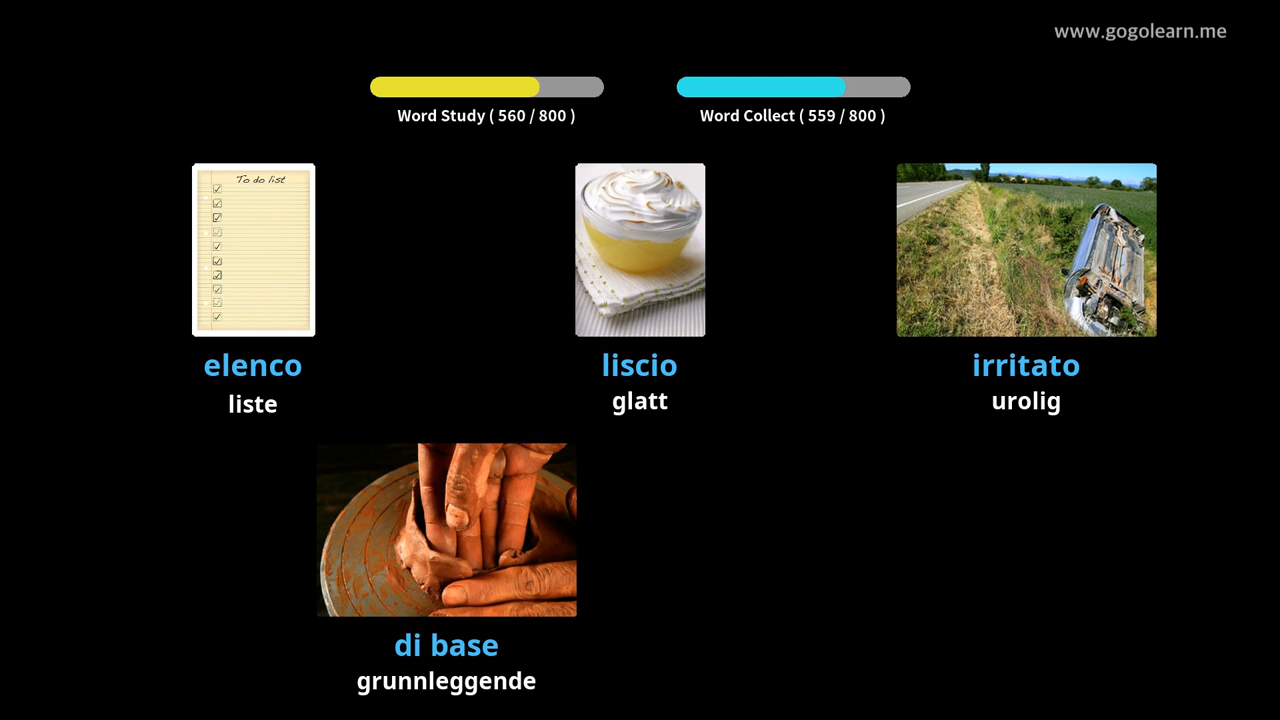 www.gogolearn.me
Word Study ( 560 / 800 )
Word Collect ( 559 / 800 )
To do list
elenco
liste
liscio
glatt
irritato
urolig
di base
grunnleggende